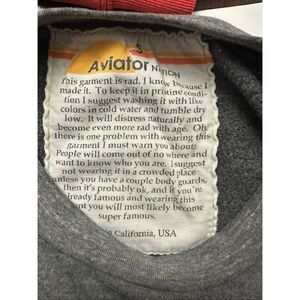 S
Aviator NATION
This garment is rad. I know because I
made it. To keep it in pristine condi-
tion I suggest washing it with like
colors in cold water and tumble dry
low. It will distress naturally and
become even more rad with age. Oh
there is one problem with wearing this
garment I must warn you about:
People will come out of no where and
want to know who you are. I suggest
not wearing it in a crowded place
unless you have a couple body guards,
then it's probably ok, and if you're
already famous and wearing this
you will most likely become
super famous.
California, USA